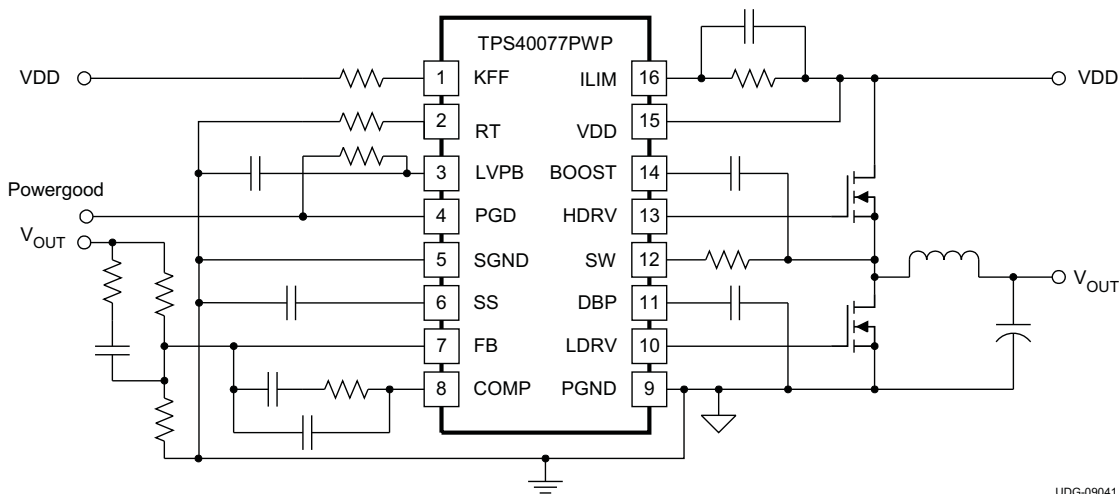 TPS40077PWP
VDD
1
KFF
ILIM
16
VDD
2
RT
VDD
15
3
LVPB
BOOST
14
Powergood
4
PGD
HDRV
13
VOUT
5
SGND
SW
12
VOUT
6
SS
DBP
11
7
FB
LDRV
10
8
COMP
PGND
9
UDG-09041